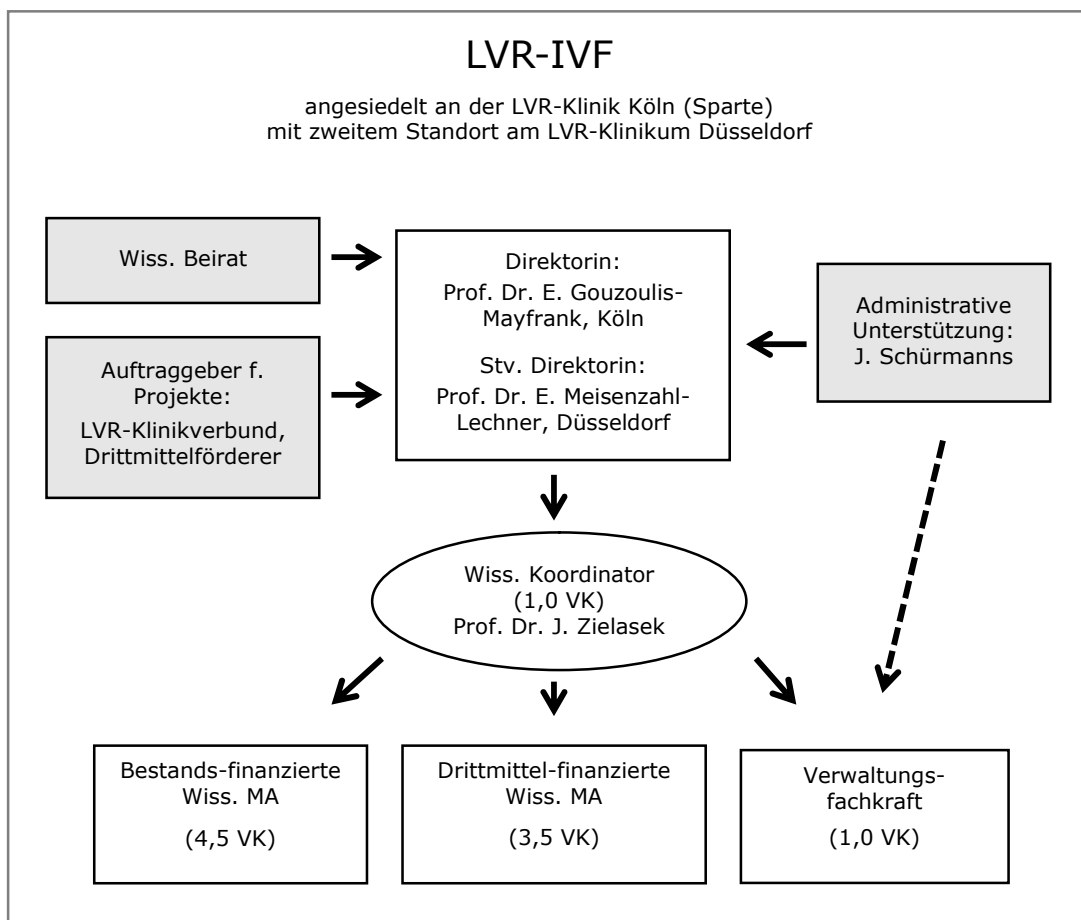 LVR-IVF
angesiedelt an der LVR-Klinik Köln (Sparte)
mit zweitem Standort am LVR-Klinikum Düsseldorf
Wiss. Beirat
Auftraggeber f.
Projekte:
LVR-Klinikverbund,
Drittmittelförderer
Direktorin:
Prof. Dr. E. Gouzoulis-
Mayfrank, Köln
Stv. Direktorin:
Prof. Dr. E. Meisenzahl-
Lechner, Düsseldorf
Administrative
Unterstützung:
J. Schürmanns
Wiss. Koordinator
(1,0 VK)
Prof. Dr. J. Zielasek
Bestands-finanzierte
Wiss. MA
(4,5 VK)
Drittmittel-finanzierte
Wiss. MA
(3,5 VK)
Verwaltungs-
fachkraft
(1,0 VK)